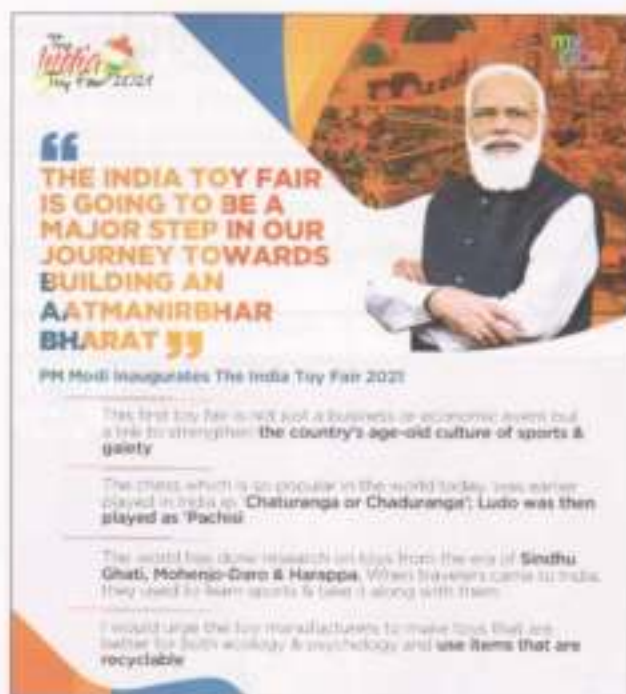 The
India
Toy Fair 2021
THE INDIA TOY FAIR
IS GOING TO BE A
MAJOR STEP IN OUR
JOURNEY TOWARDS
BUILDING AN
AATMANIRBHAR
BHARAT
PM Modi Inaugurates The India Toy Fair 2021
This first toy fair is not just a business or economic event but
a link to strengthen the country's age-old culture of sports &
gaiety
The chess which is so popular in the world today, was earlier
played in India as 'Chaturanga or Chaduranga'; Ludo was then
played as 'Pachisi
The world has done research on toys from the era of Sindhu
Ghati, Mohenjo-Daro & Harappa. When travelers came to India,
they used to learn sports & take it along with them
I would urge the toy manufacturers to make toys that are
better for both ecology & psychology and use items that are
recyclable